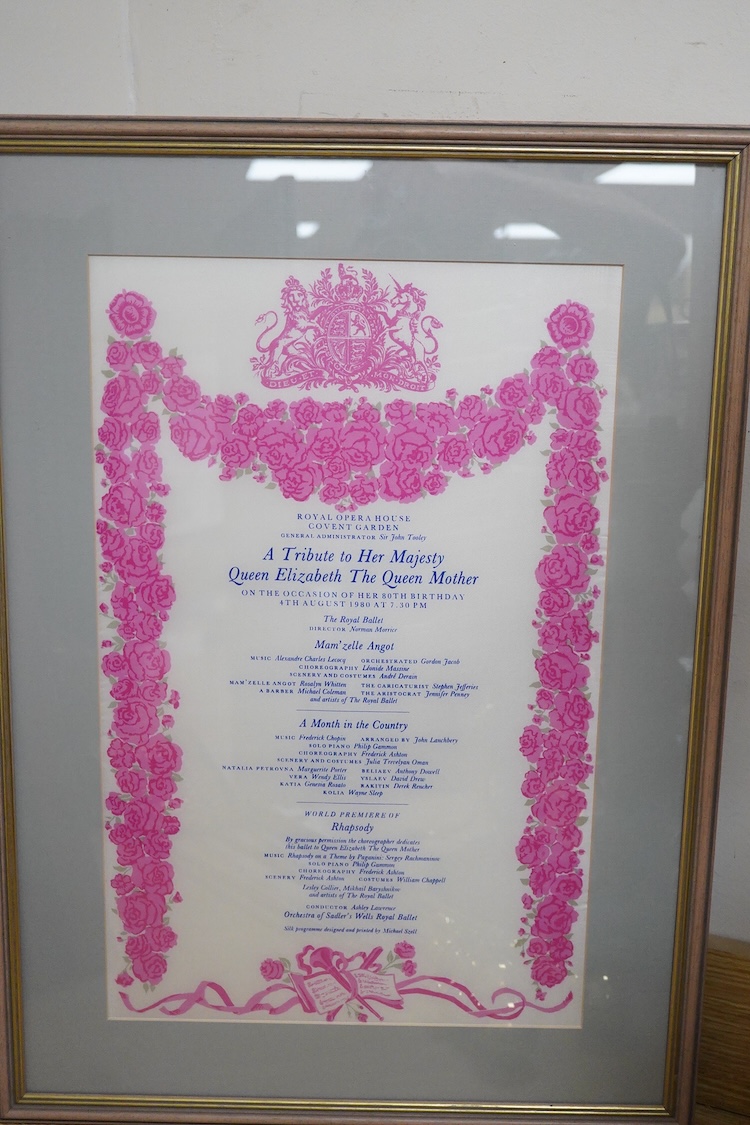 DIEU ET
DROIT
ROYAL OPERA HOUSE
COVENT GARDEN
GENERAL ADMINISTRATOR Sir John Tooley
A Tribute to Her Majesty
Queen Elizabeth The Queen Mother
ON THE OCCASION OF HER 80TH BIRTHDAY
4TH AUGUST 1980 AT 7.30 PM
The Royal Ballet
DIRECTOR Norman Morrice
Mam'zelle Angot
MUSIC Alexandre Charles Lecocq ORCHESTRATED Gordon Jacob
CHOREOGRAPHY Léonide Massine
SCENERY AND COSTUMES André Derain
MAM'ZELLE ANGOT Rosalyn Whitten THE CARICATURIST Stephen Jefferies
A BARBER Michael Coleman THE ARISTOCRAT Jennifer Penney
and artists of The Royal Ballet
A Month in the Country
MUSIC Frederick Chopin ARRANGED BY John Lanchbery
SOLO PIANO Philip Gammon
CHOREOGRAPHY Frederick Ashton
SCENERY AND COSTUMES Julia Trevelyan Oman
NATALIA PETROVNA Marguerite Porter BELIAEV Anthony Dowell
VERA Wendy Ellis YSLAEV David Drew
KATIA Genesia Rosato RAKITIN Derek Rencher
KOLIA Wayne Sleep
WORLD PREMIERE OF
Rhapsody
By gracious permission the choreographer dedicates
this ballet to Queen Elizabeth The Queen Mother
MUSIC Rhapsody on a Theme by Paganini: Sergey Rachmaninov
SOLO PIANO Philip Gammon
CHOREOGRAPHY Frederick Ashton
SCENERY Frederick Ashton COSTUMES William Chappell
Lesley Collier, Mikhail Baryshnikov
and artists of The Royal Ballet
CONDUCTOR Ashley Lawrence
Orchestra of Sadler's Wells Royal Ballet
Silk programme designed and printed by Michael Szell